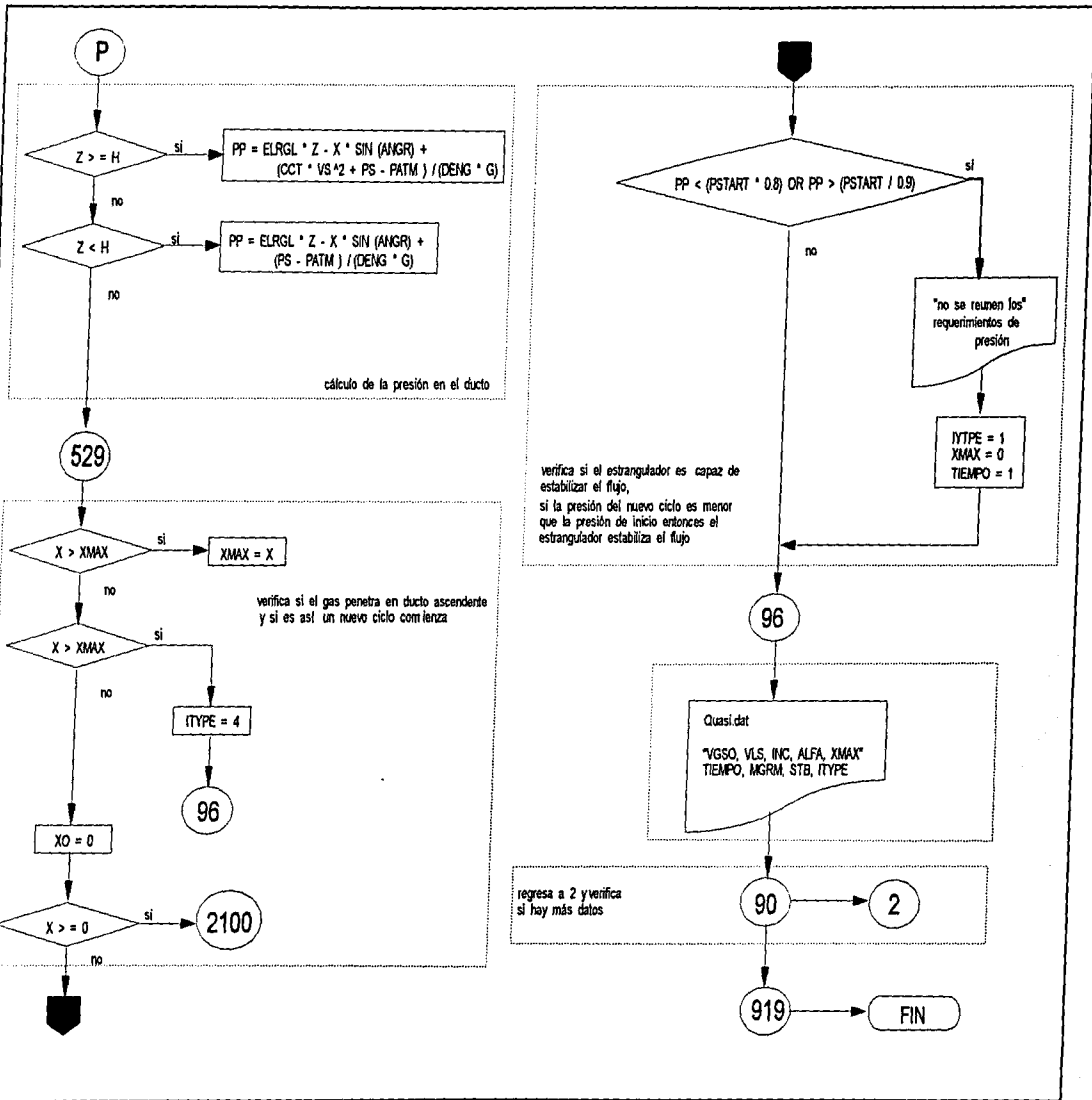 P
Z > = H
si
PP = ELRGL * Z - X * SIN (ANGR) +
(CCT * VS^2 + PS - PATM ) / (DENG * G)
no
Z < H
si
PP = ELRGL * Z - X * SIN (ANGR) +
(PS - PATM ) / (DENG * G)
no
cálculo de la presión en el ducto
529
X > XMAX
si
XMAX = X
no
verifica si el gas penetra en ducto ascendente
y si es así un nuevo ciclo comienza
X > XMAX
si
no
ITYPE = 4
96
XO = 0
X > = 0
si
2100
no
PP < (PSTART * 0.8) OR PP > (PSTART / 0.9)
si
no
"no se reunen los"
requerimientos de
presión
IYTPE = 1
XMAX = 0
TIEMPO = 1
verifica si el estrangulador es capaz de
estabilizar el flujo,
si la presión del nuevo ciclo es menor
que la presión de inicio entonces el
estrangulador estabiliza el flujo
96
Quasi.dat
"VGSO, VLS, INC, ALFA, XMAX"
TIEMPO, MGRM, STB, ITYPE
regresa a 2 y verifica
si hay más datos
90
2
919
FIN